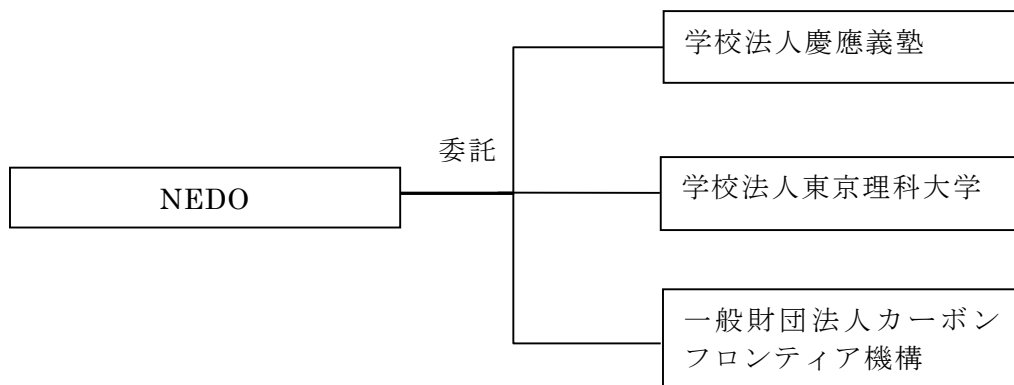 学校法人慶應義塾
委託
NEDO
学校法人東京理科大学
一般財団法人カーボン
フロンティア機構